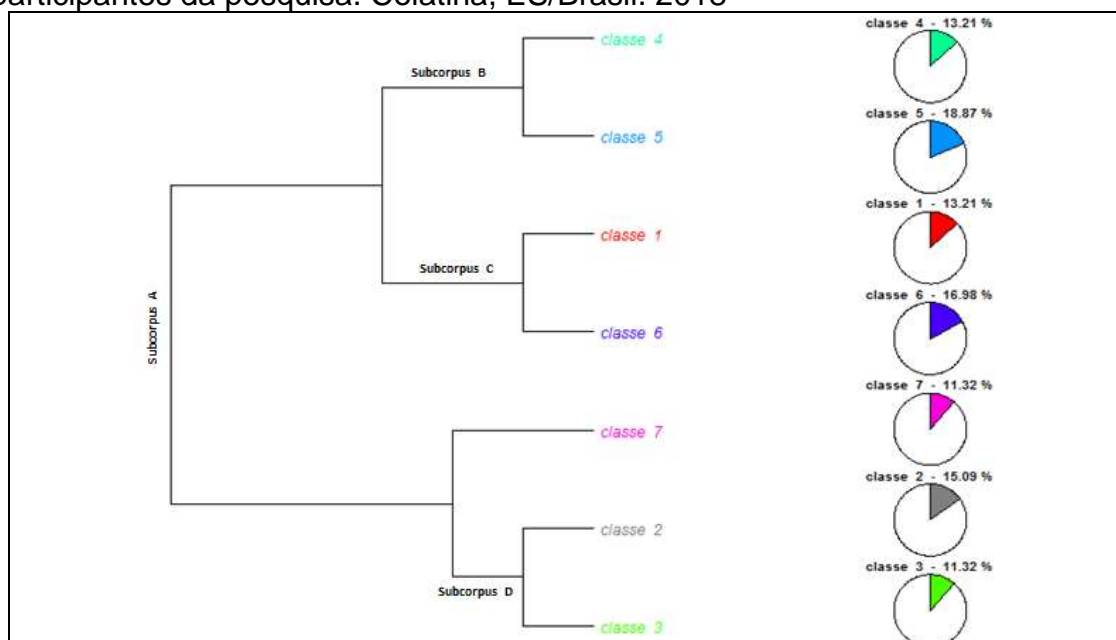 participantes da pesquisa. Colatina, ES/Brasil. 2018
classe 4
Subcorpus B
classe 5
classe 1
Subcorpus C
classe 6
Subcorpus A
classe 7
classe 2
Subcorpus D
classe 3
classe 4 - 13.21 %
classe 5 - 18.87 %
classe 1 - 13.21 %
classe 6 - 16.98 %
classe 7 - 11.32 %
classe 2 - 15.09 %
classe 3 - 11.32 %